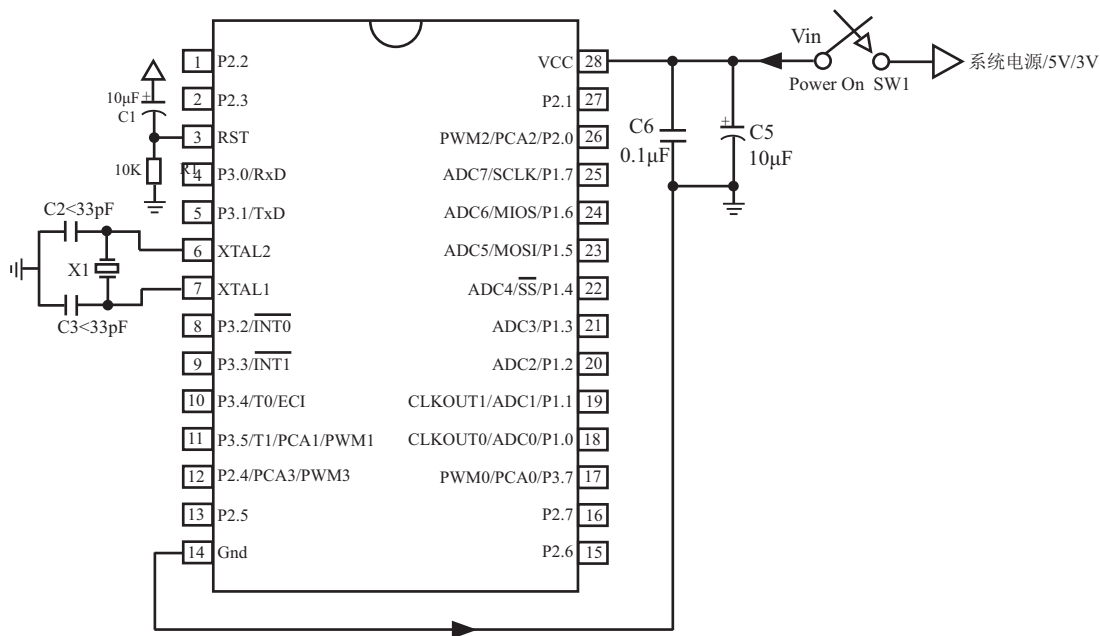 1 P2.2
2 P2.3
3 RST
4 P3.0/RxD
5 P3.1/TxD
6 XTAL2
7 XTAL1
8 P3.2/INT0
9 P3.3/INT1
10 P3.4/T0/ECI
11 P3.5/T1/PCA1/PWM1
12 P2.4/PCA3/PWM3
13 P2.5
14 Gnd
VCC 28
P2.1 27
PWM2/PCA2/P2.0 26
ADC7/SCLK/P1.7 25
ADC6/MIOS/P1.6 24
ADC5/MOSI/P1.5 23
ADC4/SS/P1.4 22
ADC3/P1.3 21
ADC2/P1.2 20
CLKOUT1/ADC1/P1.1 19
CLKOUT0/ADC0/P1.0 18
PWM0/PCA0/P3.7 17
P2.7 16
P2.6 15
10μF +
C1
10K R1
C2<33pF
X1
C3<33pF
Vin
Power On SW1
系统电源/5V/3V
C6
0.1μF
+
C5
10μF